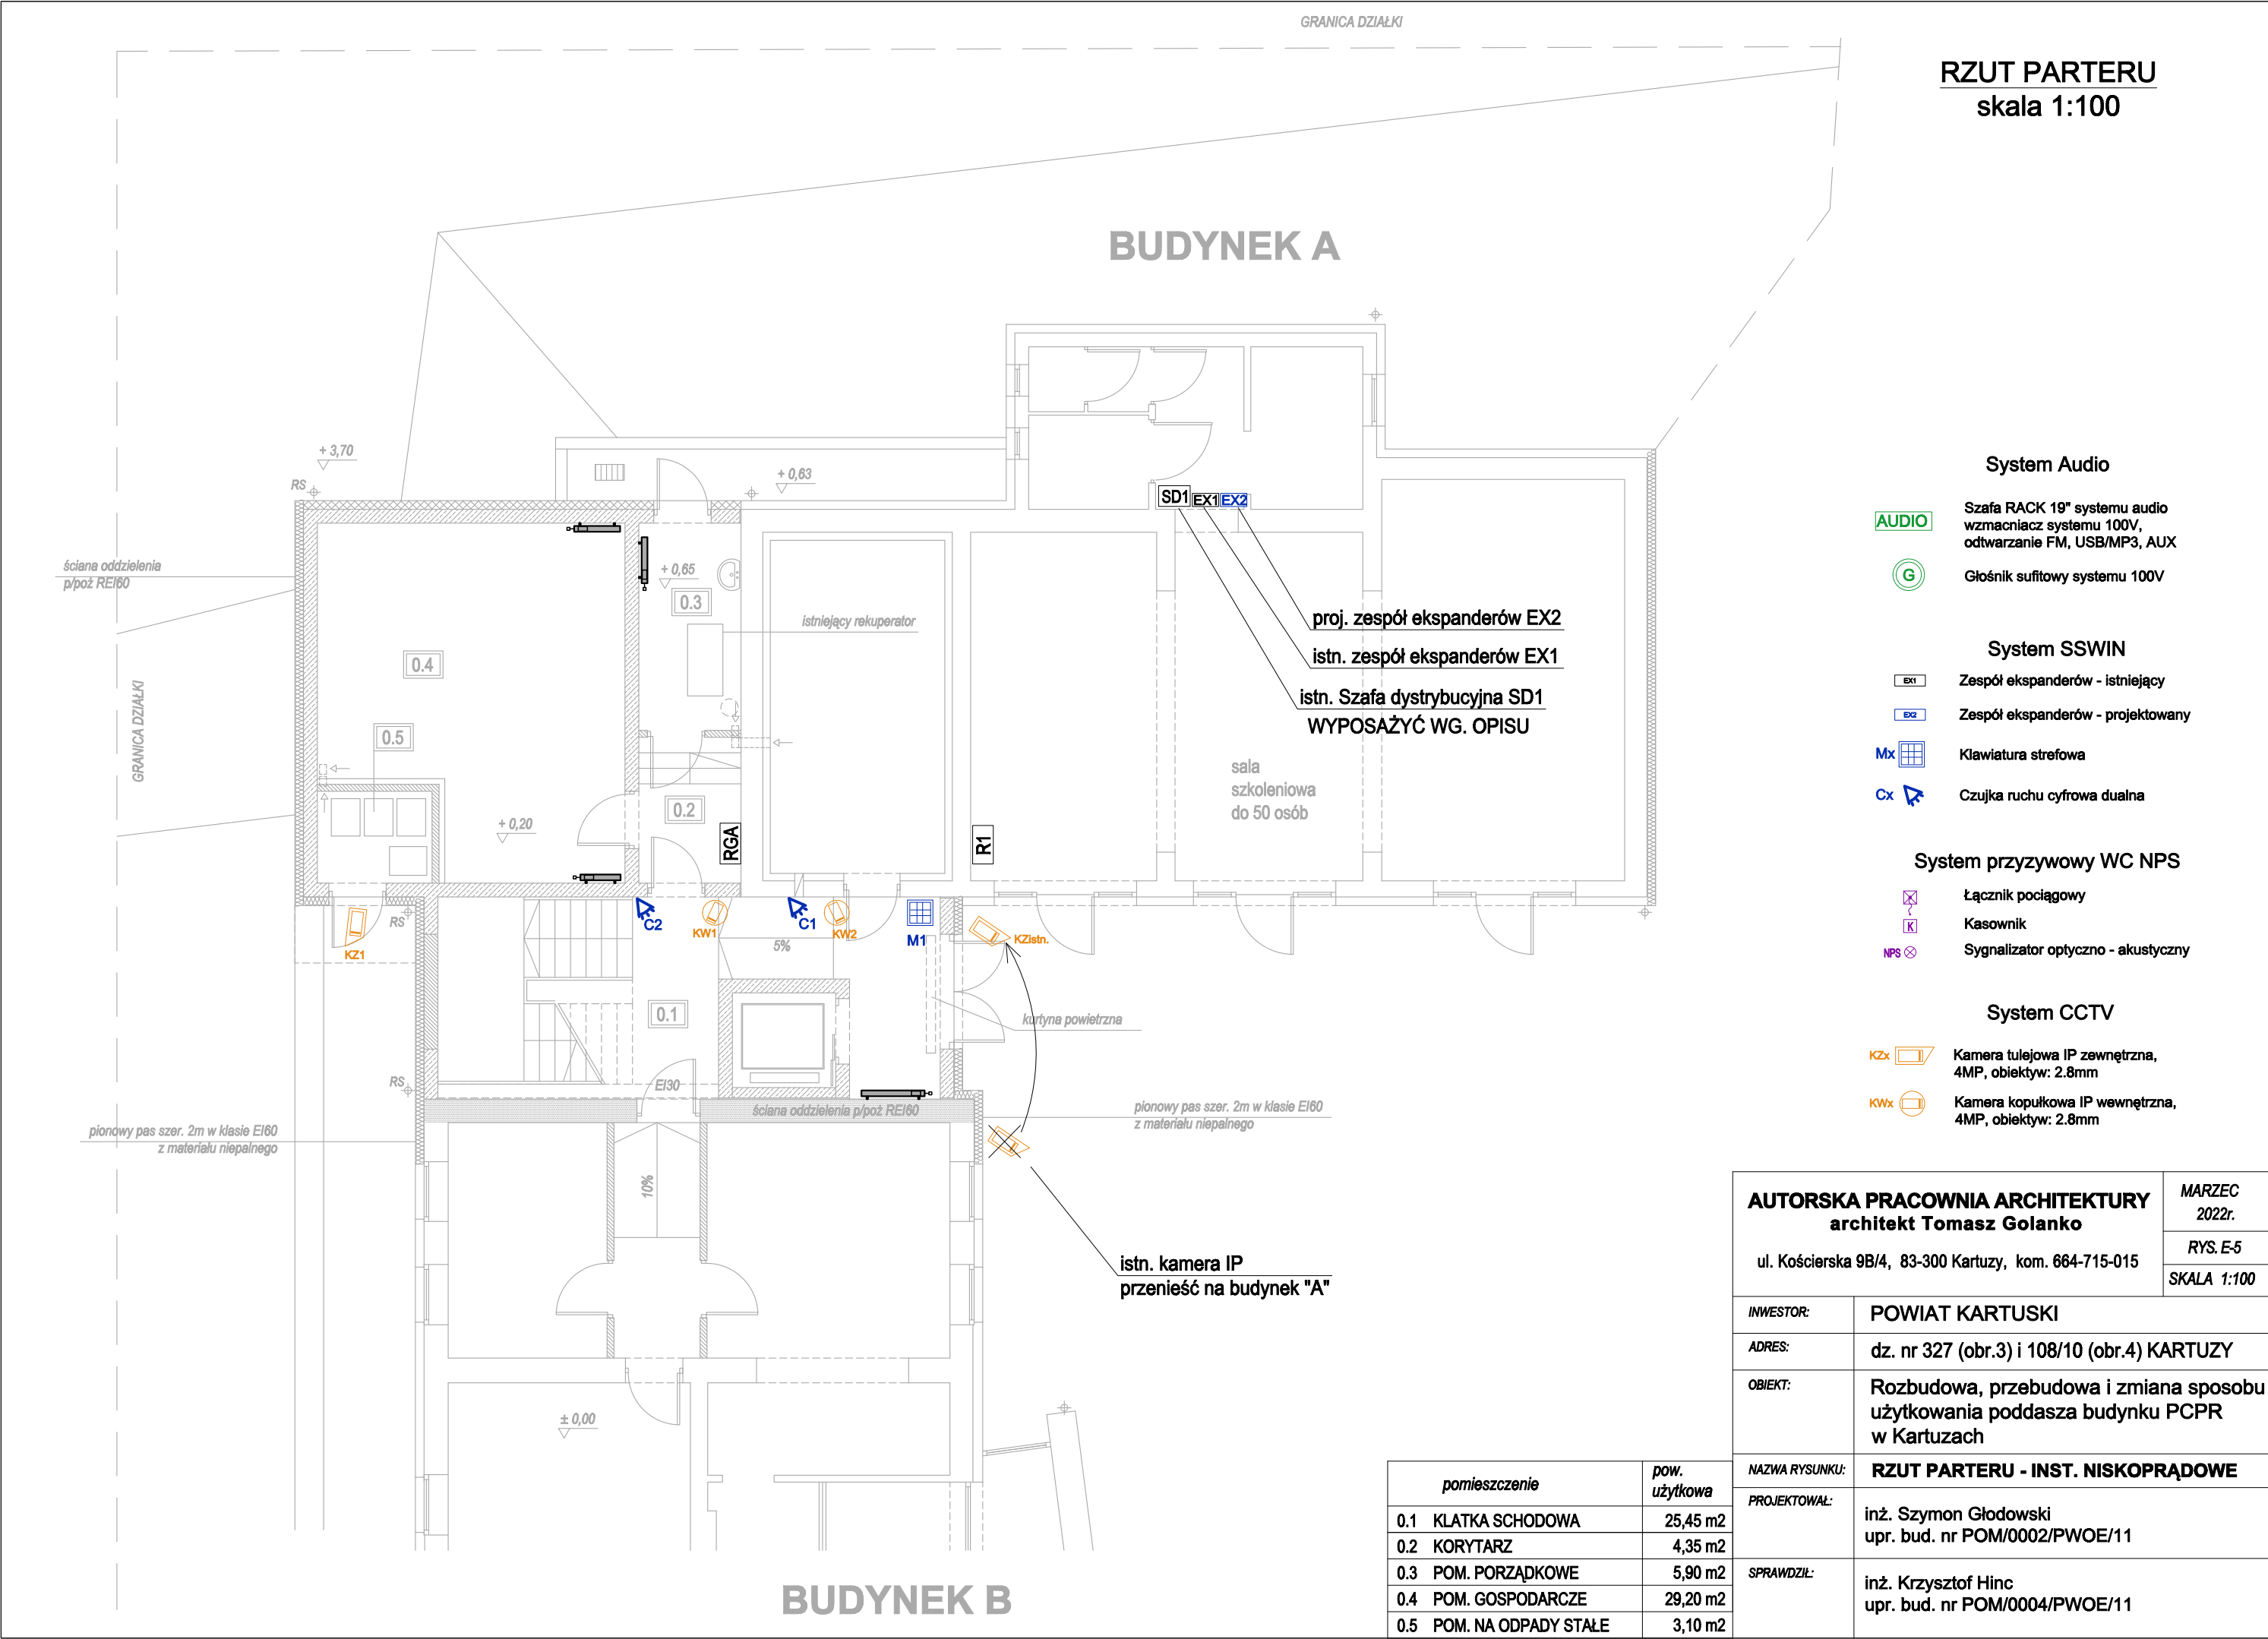 GRANICA DZIAŁKI
RZUT PARTERU
skala 1:100
BUDYNEK A
+ 3,70
RS
+ 0,63
SD1
EX1
EX2
ściana oddzielenia
p/poż REI60
+ 0,65
0.3
istniejący rekuperator
proj. zespół ekspanderów EX2
istn. zespół ekspanderów EX1
istn. Szafa dystrybucyjna SD1
WYPOSAŻYĆ WG. OPISU
0.4
GRANICA DZIAŁKI
0.5
sala
szkoleniowa
do 50 osób
0.2
+ 0,20
RGA
R1
RS
C2
KW1
C1
KW2
M1
KZistn.
KZ1
5%
0.1
kurtyna powietrzna
RS
EI30
ściana oddzielenia p/poż REI60
pionowy pas szer. 2m w klasie EI60
z materiału niepalnego
pionowy pas szer. 2m w klasie EI60
z materiału niepalnego
10%
istn. kamera IP
przenieść na budynek "A"
± 0,00
BUDYNEK B
System Audio
AUDIO
Szafa RACK 19" systemu audio
wzmacniacz systemu 100V,
odtwarzanie FM, USB/MP3, AUX
G
Głośnik sufitowy systemu 100V
System SSWIN
EX1
Zespół ekspanderów - istniejący
EX2
Zespół ekspanderów - projektowany
Mx
Klawiatura strefowa
Cx
Czujka ruchu cyfrowa dualna
System przyzywowy WC NPS
Łącznik pociągowy
K
Kasownik
NPS
Sygnalizator optyczno - akustyczny
System CCTV
KZx
Kamera tulejowa IP zewnętrzna,
4MP, obiektyw: 2.8mm
KWx
Kamera kopułkowa IP wewnętrzna,
4MP, obiektyw: 2.8mm
AUTORSKA PRACOWNIA ARCHITEKTURY
architekt Tomasz Golanko
ul. Kościerska 9B/4, 83-300 Kartuzy, kom. 664-715-015
MARZEC
2022r.
RYS. E-5
SKALA 1:100
INWESTOR:
POWIAT KARTUSKI
ADRES:
dz. nr 327 (obr.3) i 108/10 (obr.4) KARTUZY
OBIEKT:
Rozbudowa, przebudowa i zmiana sposobu
użytkowania poddasza budynku PCPR
w Kartuzach
NAZWA RYSUNKU:
RZUT PARTERU - INST. NISKOPRĄDOWE
PROJEKTOWAŁ:
inż. Szymon Głodowski
upr. bud. nr POM/0002/PWOE/11
SPRAWDZIŁ:
inż. Krzysztof Hinc
upr. bud. nr POM/0004/PWOE/11
pomieszczenie
pow.
użytkowa
0.1 KLATKA SCHODOWA 25,45 m2
0.2 KORYTARZ 4,35 m2
0.3 POM. PORZĄDKOWE 5,90 m2
0.4 POM. GOSPODARCZE 29,20 m2
0.5 POM. NA ODPADY STAŁE 3,10 m2